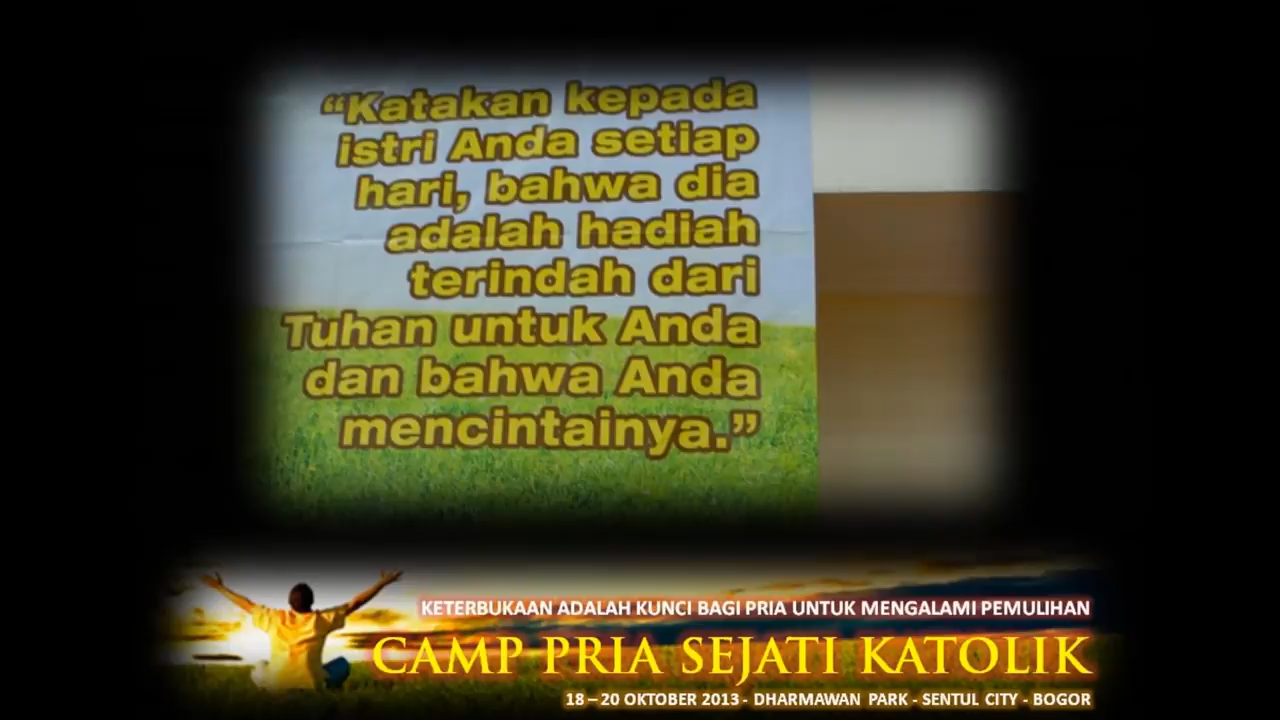 “Katakan kepada
istri Anda setiap
hari, bahwa dia
adalah hadiah
terindah dari
Tuhan untuk Anda
dan bahwa Anda
mencintainya.”
KETERBUKAAN ADALAH KUNCI BAGI PRIA UNTUK MENGALAMI PEMULIHAN
CAMP PRIA SEJATI KATOLIK
18 – 20 OKTOBER 2013 - DHARMAWAN PARK - SENTUL CITY - BOGOR